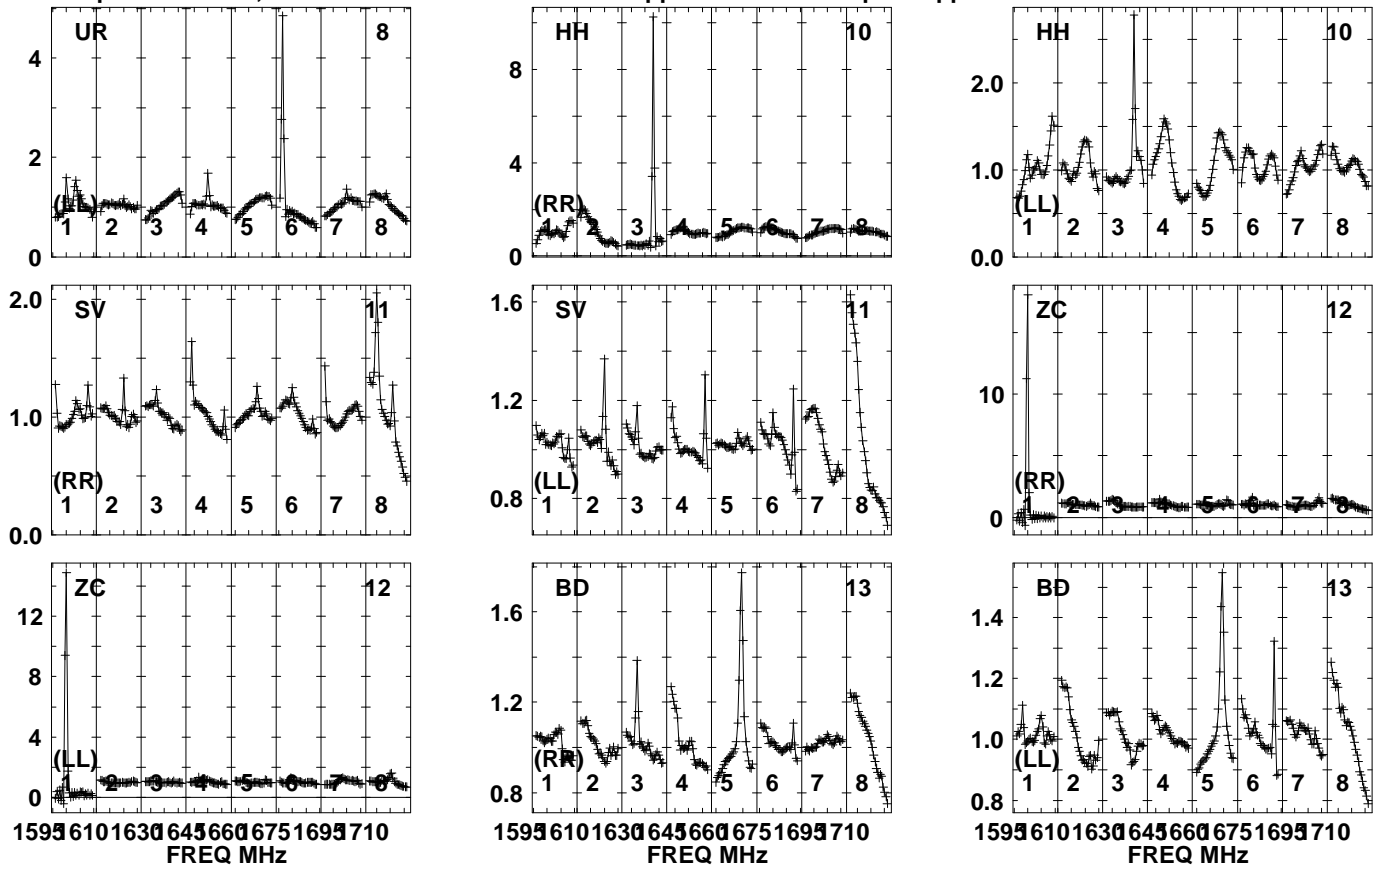 UR 8 HH 10 HH 10
4 8 2.0
2 4 1.0
0 0 0.0
(LL) (RR) (LL)
1 2 3 4 5 6 7 8 1 2 3 4 5 6 7 8 1 2 3 4 5 6 7 8
SV 11 SV 11 ZC 12
2.0 1.6
1.0 1.2 10
0.0 0.8 0
(RR) (LL) (RR)
1 2 3 4 5 6 7 8 1 2 3 4 5 6 7 8 1 2 3 4 5 6 7 8
ZC 12 BD 13 BD 13
12 1.6 1.4
8 1.2 1.2
4 0.8 1.0
0 0.8
(LL) (RR) (LL)
1 2 3 4 5 6 7 8 1 2 3 4 5 6 7 8 1 2 3 4 5 6 7 8
1595 1610 1630 1645 1660 1675 1695 1710 1595 1610 1630 1645 1660 1675 1695 1710 1595 1610 1630 1645 1660 1675 1695 1710
FREQ MHz FREQ MHz FREQ MHz